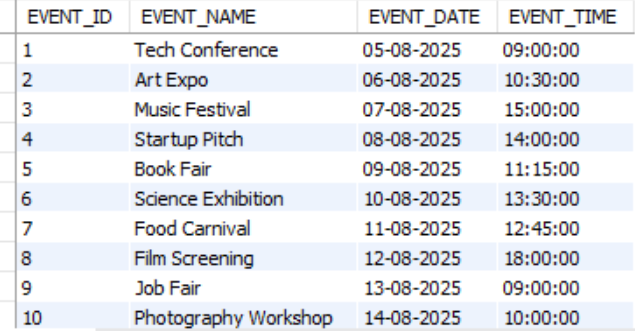 EVENT_ID EVENT_NAME EVENT_DATE EVENT_TIME
1 Tech Conference 05-08-2025 09:00:00
2 Art Expo 06-08-2025 10:30:00
3 Music Festival 07-08-2025 15:00:00
4 Startup Pitch 08-08-2025 14:00:00
5 Book Fair 09-08-2025 11:15:00
6 Science Exhibition 10-08-2025 13:30:00
7 Food Carnival 11-08-2025 12:45:00
8 Film Screening 12-08-2025 18:00:00
9 Job Fair 13-08-2025 09:00:00
10 Photography Workshop 14-08-2025 10:00:00